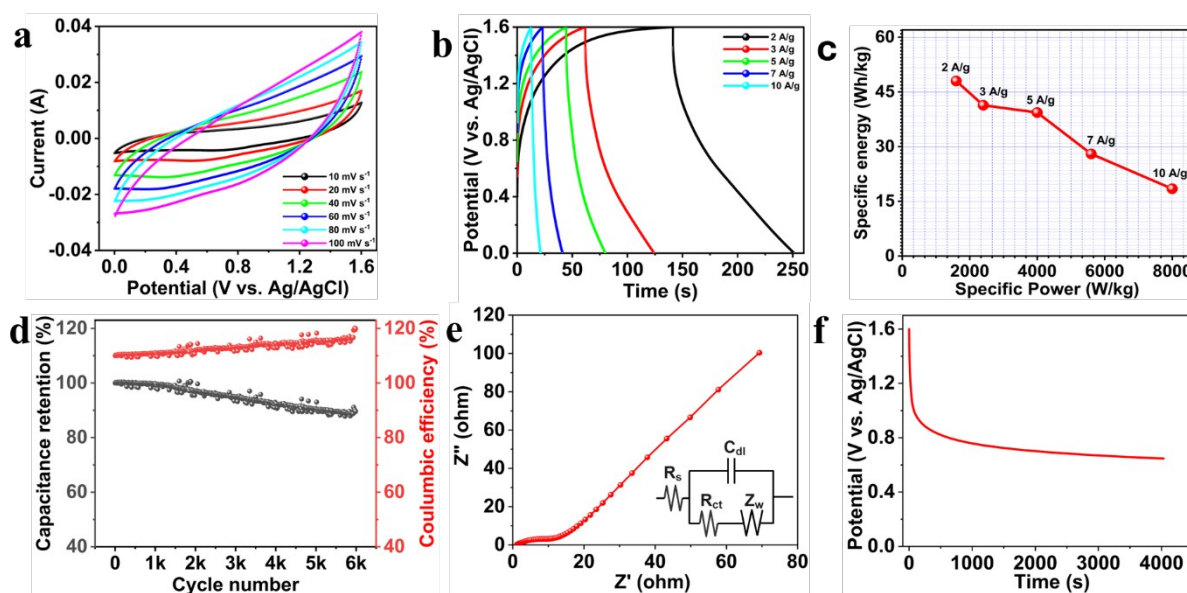 a
0.04
0.02
0.00
-0.02
-0.04
Current (A)
0.0 0.4 0.8 1.2 1.6
Potential (V vs. Ag/AgCl)
10 mV s⁻¹
20 mV s⁻¹
40 mV s⁻¹
60 mV s⁻¹
80 mV s⁻¹
100 mV s⁻¹
b
1.6
1.2
0.8
0.4
0.0
Potential (V vs. Ag/AgCl)
0 50 100 150 200 250
Time (s)
2 A/g
3 A/g
5 A/g
7 A/g
10 A/g
c
60
45
30
15
0
Specific energy (Wh/kg)
2 A/g
3 A/g
5 A/g
7 A/g
10 A/g
0 2000 4000 6000 8000
Specific Power (W/kg)
d
120
100
80
60
40
Capacitance retention (%)
0 1k 2k 3k 4k 5k 6k
Cycle number
120
100
80
60
40
Coulumbic efficiency (%)
e
120
100
80
60
40
20
0
Z'' (ohm)
0 20 40 60 80
Z' (ohm)
Cdl
Rs
Rct
Zw
f
1.6
1.2
0.8
0.4
0.0
Potential (V vs. Ag/AgCl)
0 1000 2000 3000 4000
Time (s)